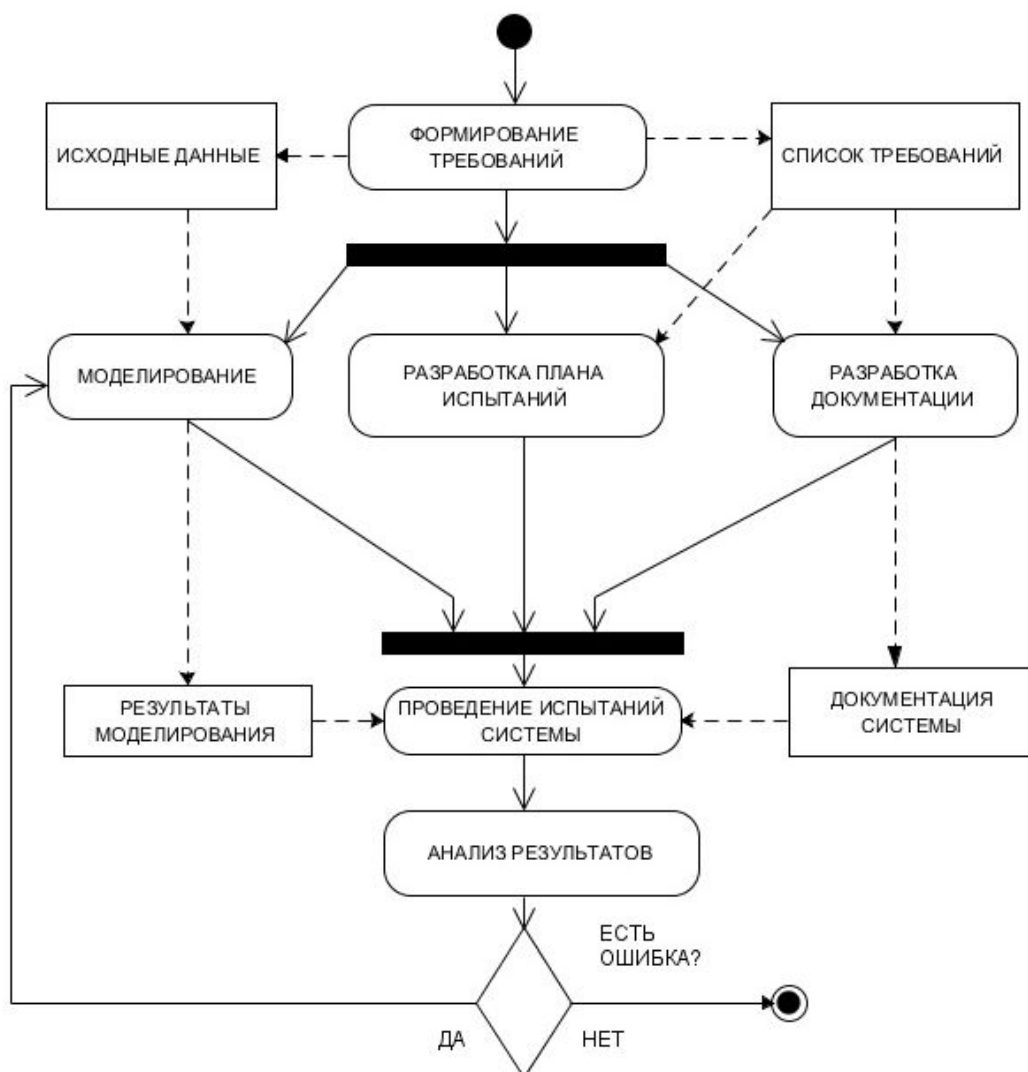 ФОРМИРОВАНИЕ
ТРЕБОВАНИЙ
ИСХОДНЫЕ ДАННЫЕ
СПИСОК ТРЕБОВАНИЙ
МОДЕЛИРОВАНИЕ
РАЗРАБОТКА ПЛАНА
ИСПЫТАНИЙ
РАЗРАБОТКА
ДОКУМЕНТАЦИИ
РЕЗУЛЬТАТЫ
МОДЕЛИРОВАНИЯ
ПРОВЕДЕНИЕ ИСПЫТАНИЙ
СИСТЕМЫ
ДОКУМЕНТАЦИЯ
СИСТЕМЫ
АНАЛИЗ РЕЗУЛЬТАТОВ
ЕСТЬ
ОШИБКА?
ДА
НЕТ